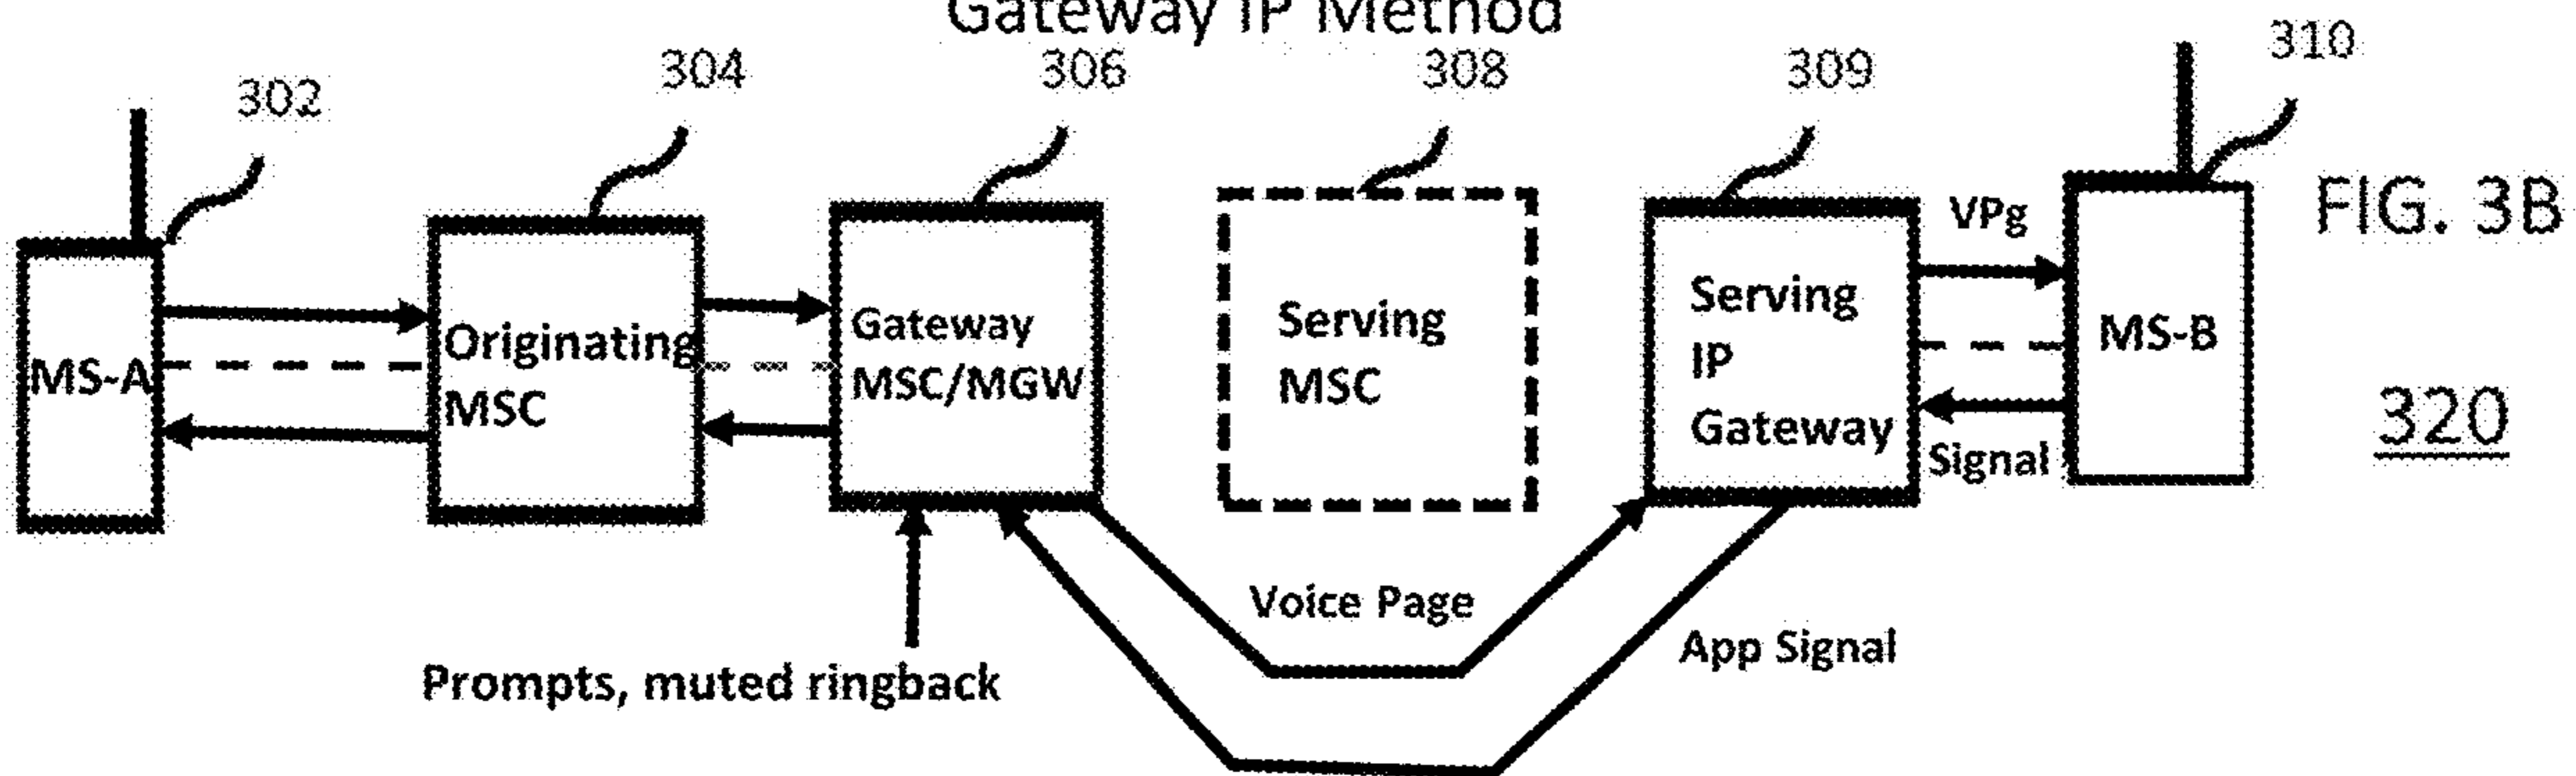 Gateway IP Method
302
304
306
308
309
310
FIG. 3B
320
MS-A
Originating
MSC
Gateway
MSC/MGW
Serving
MSC
Serving
IP
Gateway
VPg
Signal
MS-B
Prompts, muted ringback
Voice Page
App Signal